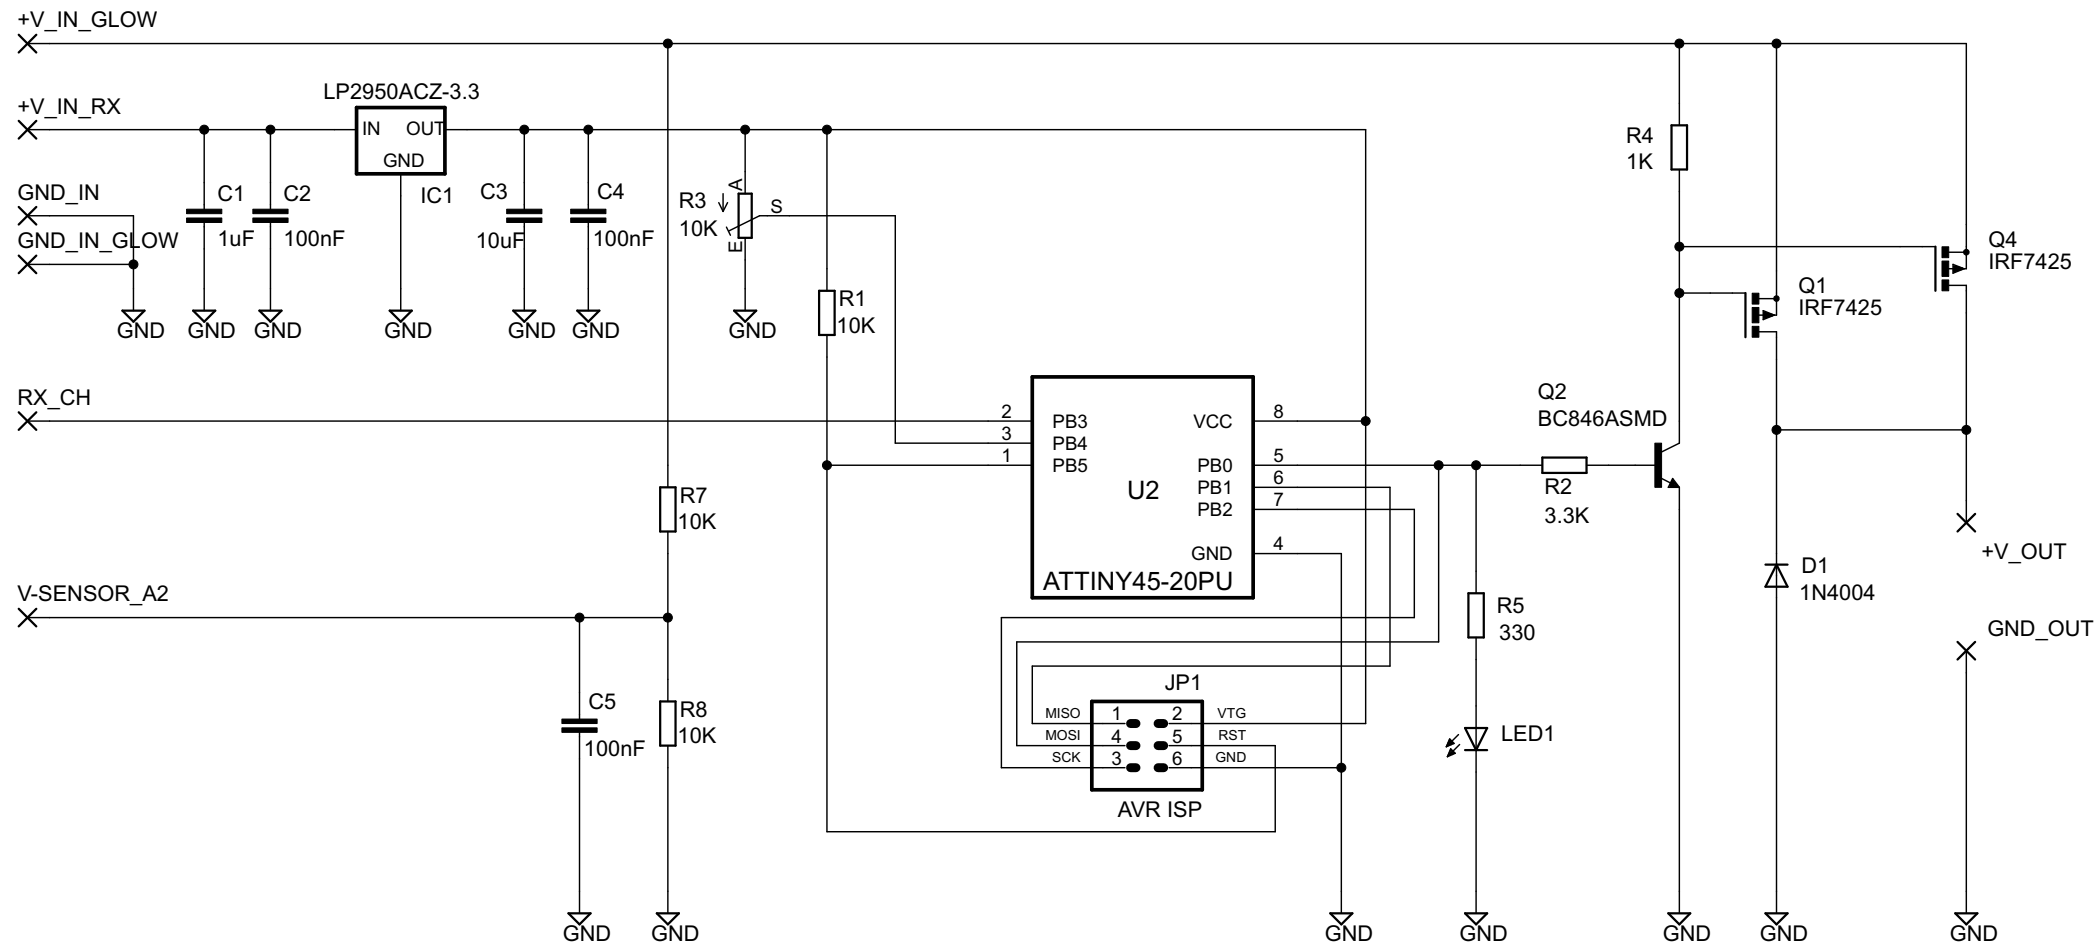 +V_IN_GLOW
LP2950ACZ-3.3
+V_IN_RX
IN OUT
GND
IC1
GND_IN
GND_IN_GLOW
C1
1uF
C2
100nF
C3
10uF
C4
100nF
R3
10K
A
S
E
R4
1K
Q4
IRF7425
Q1
IRF7425
GND GND GND GND GND GND GND
R1
10K
RX_CH
2 PB3
3 PB4
1 PB5
VCC 8
PB0 5
PB1 6
PB2 7
GND 4
U2
ATTINY45-20PU
Q2
BC846ASMD
R2
3.3K
R7
10K
+V_OUT
D1
1N4004
V-SENSOR_A2
R5
330
GND_OUT
JP1
MISO 1 2 VTG
MOSI 4 5 RST
SCK 3 6 GND
AVR ISP
LED1
C5
100nF
R8
10K
GND GND GND GND GND GND GND